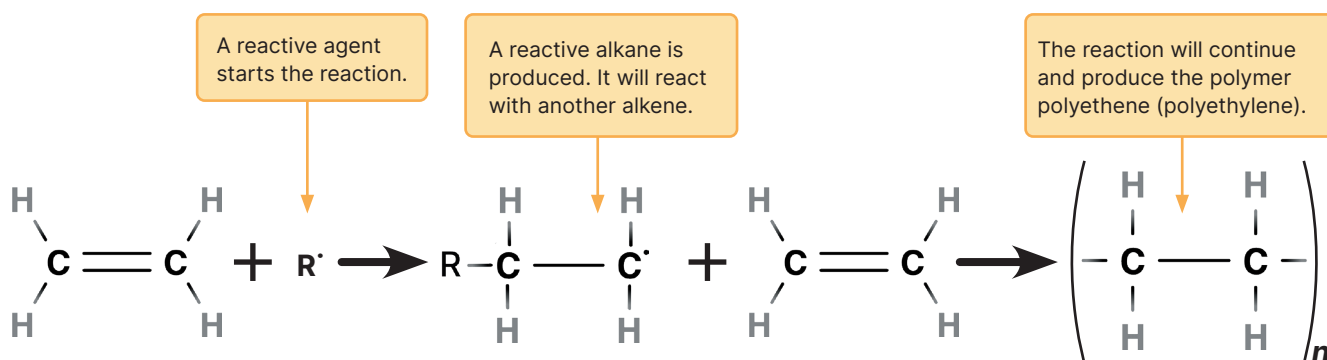 A reactive agent
starts the reaction.
A reactive alkane is
produced. It will react
with another alkene.
The reaction will continue
and produce the polymer
polyethene (polyethylene).
H H H H H H H H
C C + R· R C C· + C C C C
H H H H H H H H
n